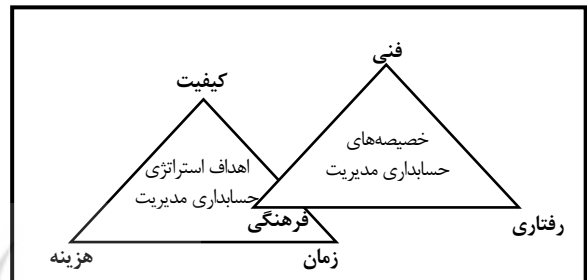 فنی
کیفیت
خصیصه‌های
حسابداری مدیریت
اهداف استراتژی
حسابداری مدیریت
فرهنگی
رفتاری
زمان
هزینه